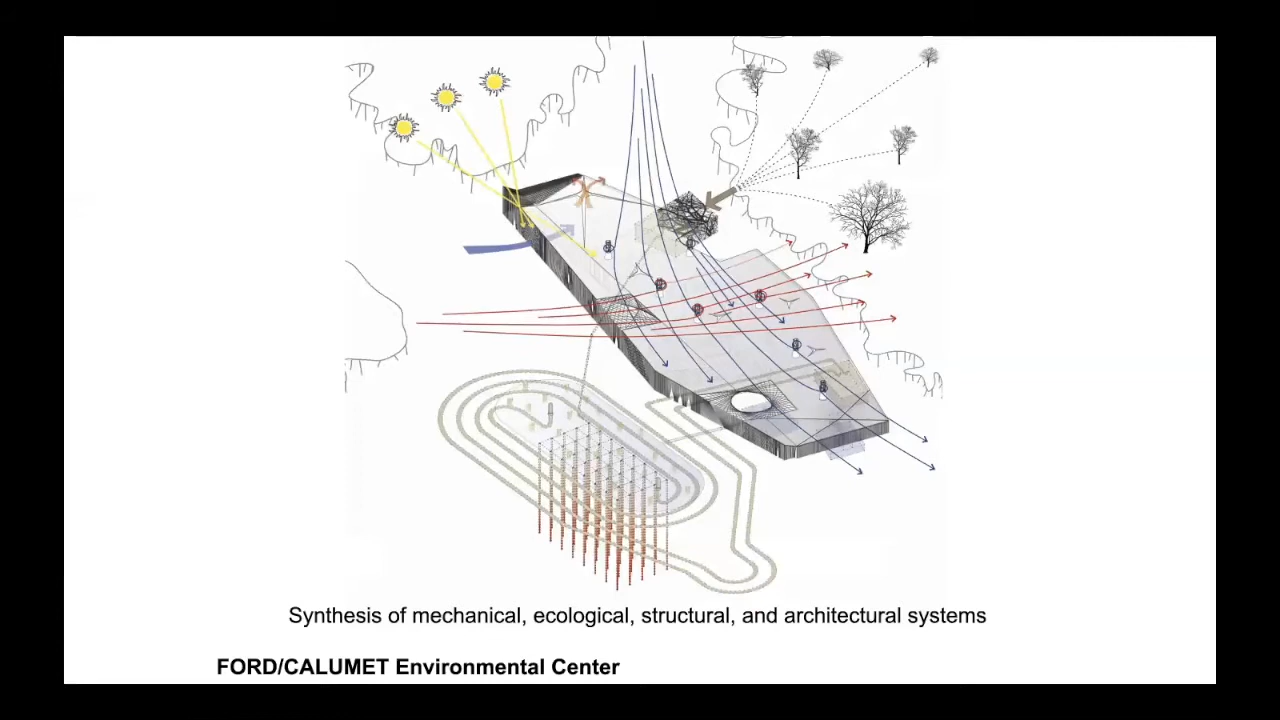 Synthesis of mechanical, ecological, structural, and architectural systems
FORD/CALUMET Environmental Center